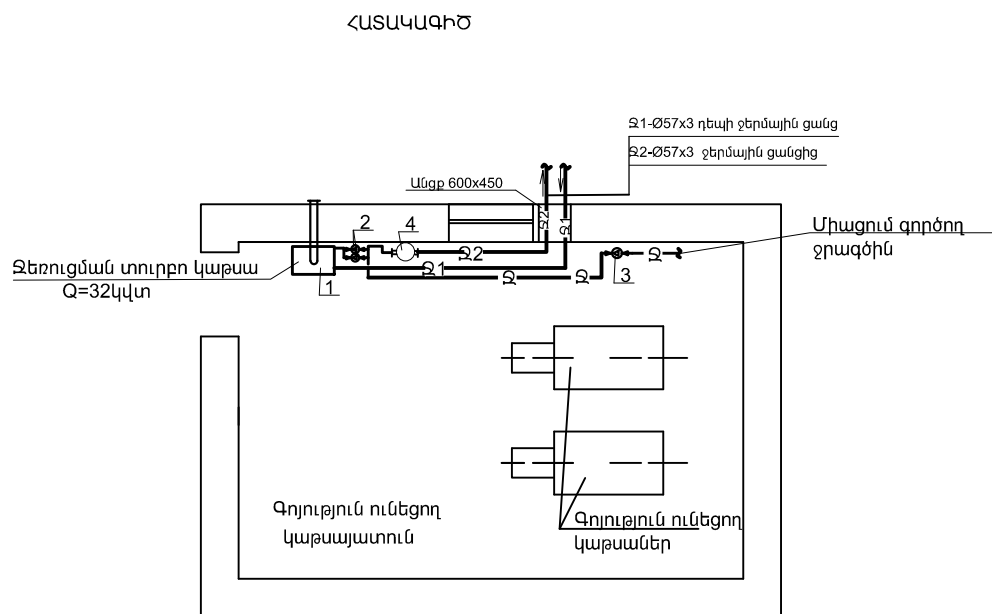 ՀԱՏԱԿԱԳԻԾ
Ջ1-Ø57x3 դեպի ջերմային ցանց
Ջ2-Ø57x3 ջերմային ցանցից
Անցք 600x450
Ջ2
Ջ1
2
4
Միացում գործող
ջրագծին
Ջեռուցման տուրբո կաթսա
Q=32կվտ
1
Ջ1
Ջ2
Ջ
Ջ
Ջ
3
Գոյություն ունեցող
կաթսայատուն
Գոյություն ունեցող
կաթսաներ